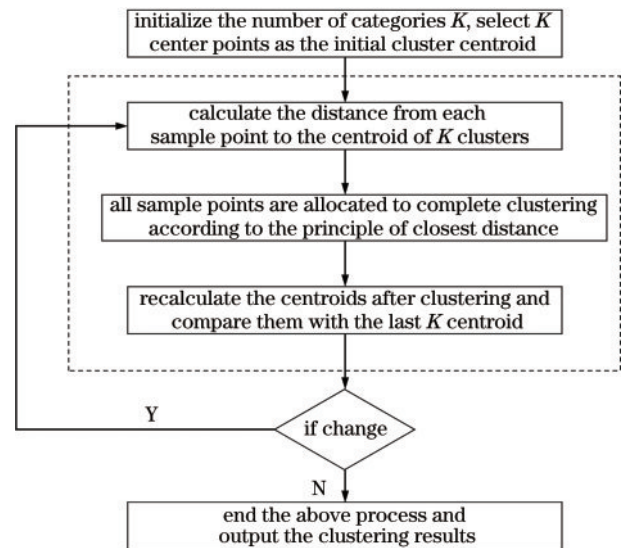 initialize the number of categories K, select K
center points as the initial cluster centroid
calculate the distance from each
sample point to the centroid of K clusters
all sample points are allocated to complete clustering
according to the principle of closest distance
recalculate the centroids after clustering and
compare them with the last K centroid
Y
if change
N
end the above process and
output the clustering results